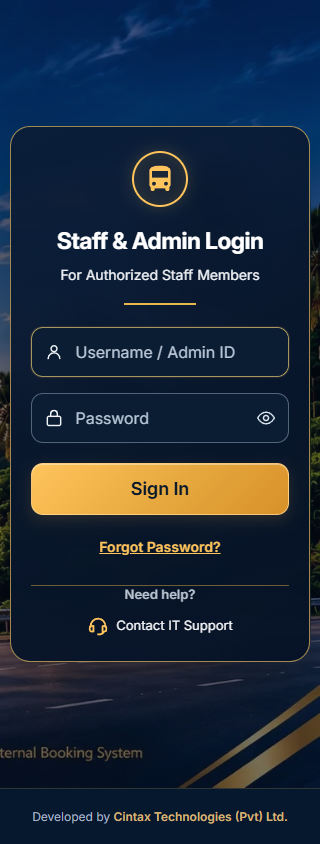 Staff & Admin Login
For Authorized Staff Members
Username / Admin ID
Password
Sign In
Forgot Password?
Need help?
Contact IT Support
ternal Booking System
Developed by Cintax Technologies (Pvt) Ltd.